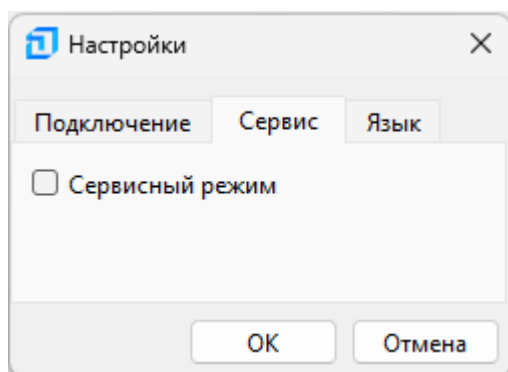 Настройки
Подключение Сервис Язык
Сервисный режим
OK Отмена